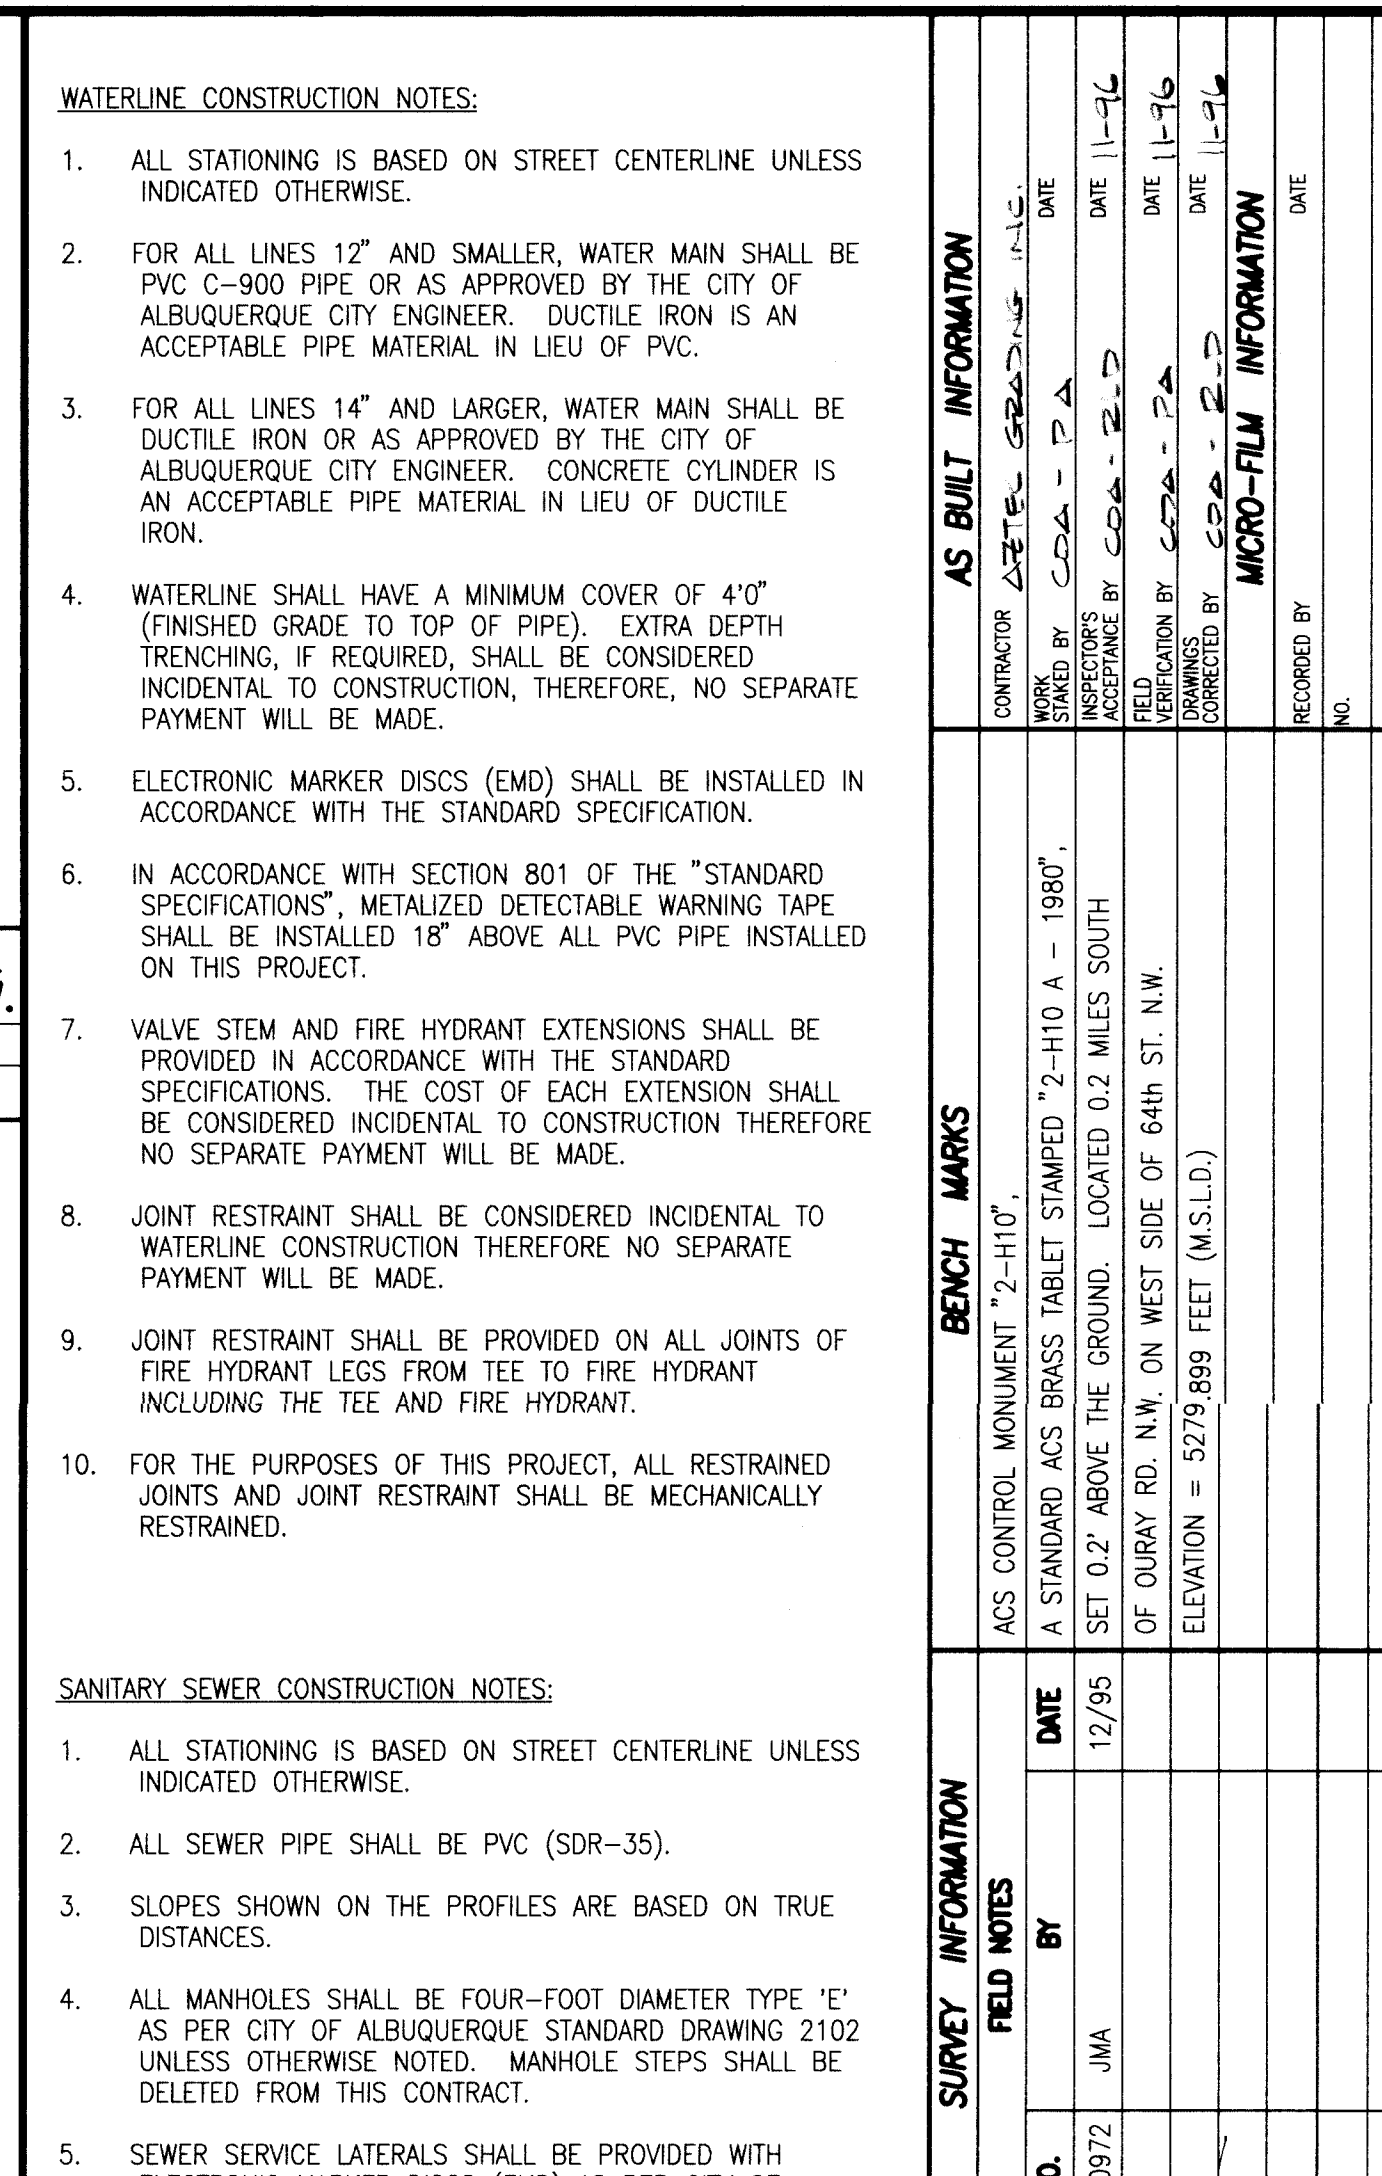 WATERLINE CONSTRUCTION NOTES:
1. ALL STATIONING IS BASED ON STREET CENTERLINE UNLESS
INDICATED OTHERWISE.
2. FOR ALL LINES 12" AND SMALLER, WATER MAIN SHALL BE
PVC C-900 PIPE OR AS APPROVED BY THE CITY OF
ALBUQUERQUE CITY ENGINEER. DUCTILE IRON IS AN
ACCEPTABLE PIPE MATERIAL IN LIEU OF PVC.
3. FOR ALL LINES 14" AND LARGER, WATER MAIN SHALL BE
DUCTILE IRON OR AS APPROVED BY THE CITY OF
ALBUQUERQUE CITY ENGINEER. CONCRETE CYLINDER IS
AN ACCEPTABLE PIPE MATERIAL IN LIEU OF DUCTILE
IRON.
4. WATERLINE SHALL HAVE A MINIMUM COVER OF 4'0"
(FINISHED GRADE TO TOP OF PIPE). EXTRA DEPTH
TRENCHING, IF REQUIRED, SHALL BE CONSIDERED
INCIDENTAL TO CONSTRUCTION, THEREFORE, NO SEPARATE
PAYMENT WILL BE MADE.
5. ELECTRONIC MARKER DISCS (EMD) SHALL BE INSTALLED IN
ACCORDANCE WITH THE STANDARD SPECIFICATION.
6. IN ACCORDANCE WITH SECTION 801 OF THE "STANDARD
SPECIFICATIONS", METALIZED DETECTABLE WARNING TAPE
SHALL BE INSTALLED 18" ABOVE ALL PVC PIPE INSTALLED
ON THIS PROJECT.
7. VALVE STEM AND FIRE HYDRANT EXTENSIONS SHALL BE
PROVIDED IN ACCORDANCE WITH THE STANDARD
SPECIFICATIONS. THE COST OF EACH EXTENSION SHALL
BE CONSIDERED INCIDENTAL TO CONSTRUCTION THEREFORE
NO SEPARATE PAYMENT WILL BE MADE.
8. JOINT RESTRAINT SHALL BE CONSIDERED INCIDENTAL TO
WATERLINE CONSTRUCTION THEREFORE NO SEPARATE
PAYMENT WILL BE MADE.
9. JOINT RESTRAINT SHALL BE PROVIDED ON ALL JOINTS OF
FIRE HYDRANT LEGS FROM TEE TO FIRE HYDRANT
INCLUDING THE TEE AND FIRE HYDRANT.
10. FOR THE PURPOSES OF THIS PROJECT, ALL RESTRAINED
JOINTS AND JOINT RESTRAINT SHALL BE MECHANICALLY
RESTRAINED.
SANITARY SEWER CONSTRUCTION NOTES:
1. ALL STATIONING IS BASED ON STREET CENTERLINE UNLESS
INDICATED OTHERWISE.
2. ALL SEWER PIPE SHALL BE PVC (SDR-35).
3. SLOPES SHOWN ON THE PROFILES ARE BASED ON TRUE
DISTANCES.
4. ALL MANHOLES SHALL BE FOUR-FOOT DIAMETER TYPE 'E'
AS PER CITY OF ALBUQUERQUE STANDARD DRAWING 2102
UNLESS OTHERWISE NOTED. MANHOLE STEPS SHALL BE
DELETED FROM THIS CONTRACT.
5. SEWER SERVICE LATERALS SHALL BE PROVIDED WITH
AS BUILT INFORMATION
CONTRACTOR AZTEC GRADING INC.
WORK
STAKED BY COA - PA DATE
INSPECTOR'S
ACCEPTANCE BY COA - RLD DATE 11-96
FIELD
VERIFICATION BY COA - PA DATE 11-96
DRAWINGS
CORRECTED BY COA - RLD DATE 11-96
MICRO-FILM INFORMATION
RECORDED BY DATE
NO.
BENCH MARKS
ACS CONTROL MONUMENT "2-H10",
A STANDARD ACS BRASS TABLET STAMPED "2-H10 A - 1980",
SET 0.2' ABOVE THE GROUND. LOCATED 0.2 MILES SOUTH
OF OURAY RD. N.W. ON WEST SIDE OF 64th ST. N.W.
ELEVATION = 5279.899 FEET (M.S.L.D.)
SURVEY INFORMATION
FIELD NOTES
NO. BY DATE
0972 JMA 12/95